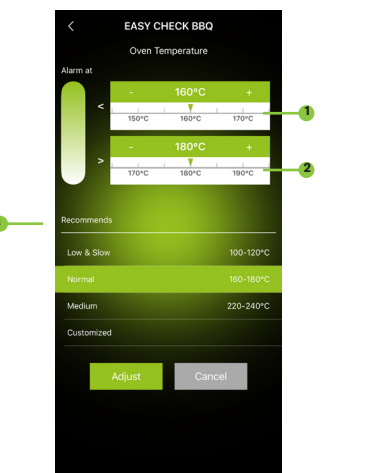 EASY CHECK BBQ
Oven Temperature
Alarm at
- 160°C +
<
150°C 160°C 170°C
1
- 180°C +
>
170°C 180°C 190°C
2
Recommends
Low & Slow 100-120°C
Normal 160-180°C
Medium 220-240°C
Customized
Adjust Cancel